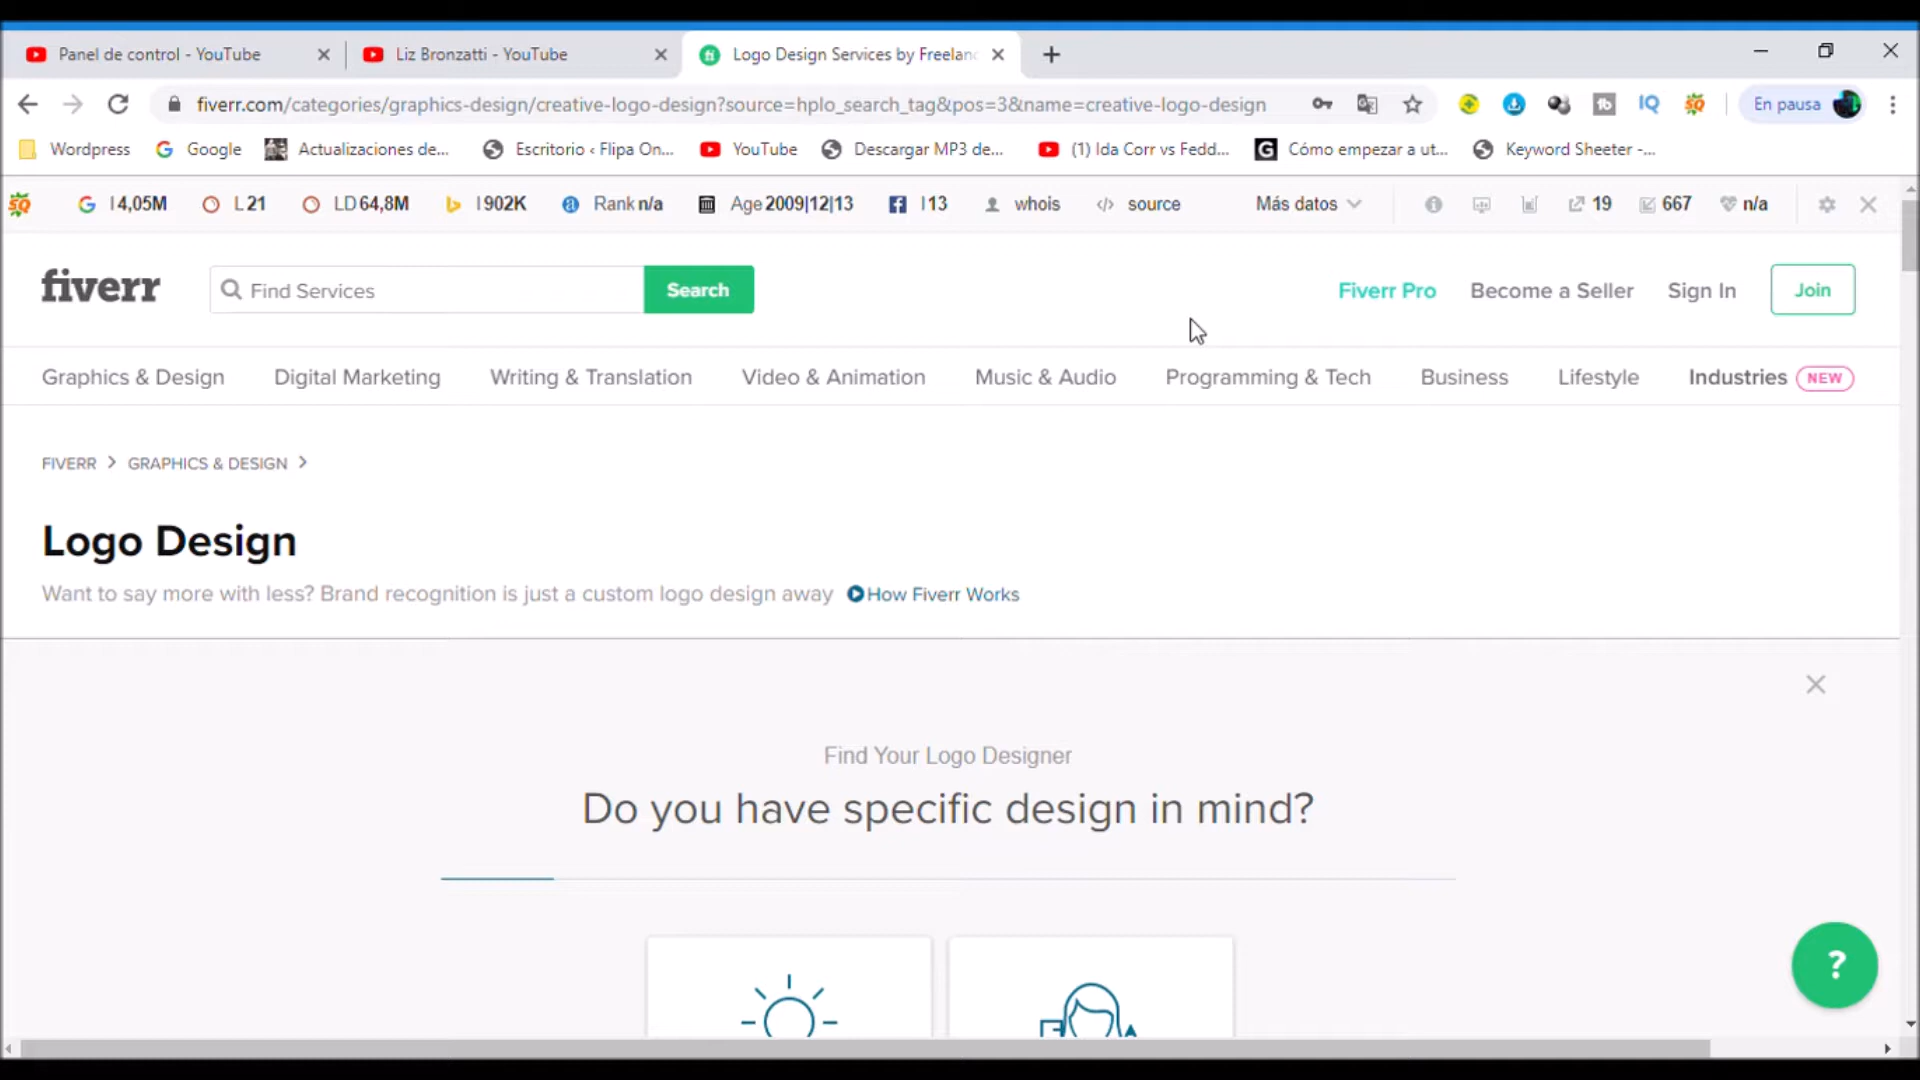 Panel de control - YouTube
Liz Bronzatti - YouTube
Logo Design Services by Freelanc
fiverr.com/categories/graphics-design/creative-logo-design?source=hplo_search_tag&pos=3&name=creative-logo-design
IQ
SQ
En pausa
Wordpress
Google
Actualizaciones de...
Escritorio ‹ Flipa On...
YouTube
Descargar MP3 de...
(1) Ida Corr vs Fedd...
Cómo empezar a ut...
Keyword Sheeter -...
SQ
I 4,05M
L 21
LD 64,8M
I 902K
Rank n/a
Age 2009|12|13
I 13
whois
source
Más datos
19
667
n/a
fiverr
Find Services
Search
Fiverr Pro
Become a Seller
Sign In
Join
Graphics & Design
Digital Marketing
Writing & Translation
Video & Animation
Music & Audio
Programming & Tech
Business
Lifestyle
Industries NEW
FIVERR > GRAPHICS & DESIGN >
Logo Design
Want to say more with less? Brand recognition is just a custom logo design away
How Fiverr Works
Find Your Logo Designer
Do you have specific design in mind?
?